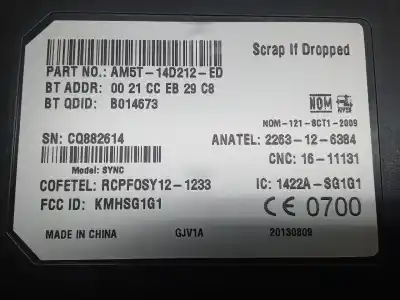 Scrap If Dropped
PART NO.: AM5T-14D212-ED
BT ADDR: 00 21 CC EB 29 C8
BT QDID: B014673
NOM
NOM-121-SCT1-2009
SN: CQ882614
ANATEL: 2263-12-6384
Model: SYNC
CNC: 16-11131
COFETEL: RCPFOSY12-1233
IC: 1422A-SG1G1
FCC ID: KMHSG1G1
CE 0700
MADE IN CHINA
GJV1A
20130809